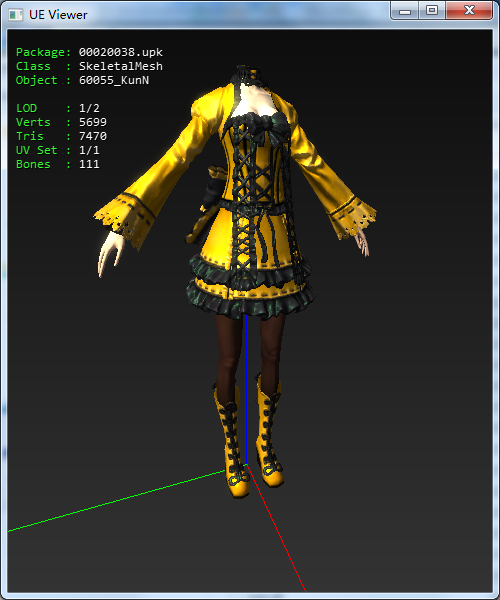 UE Viewer
Package: 00020038.upk
Class : SkeletalMesh
Object : 60055_KunN
LOD : 1/2
Verts : 5699
Tris : 7470
UV Set : 1/1
Bones : 111